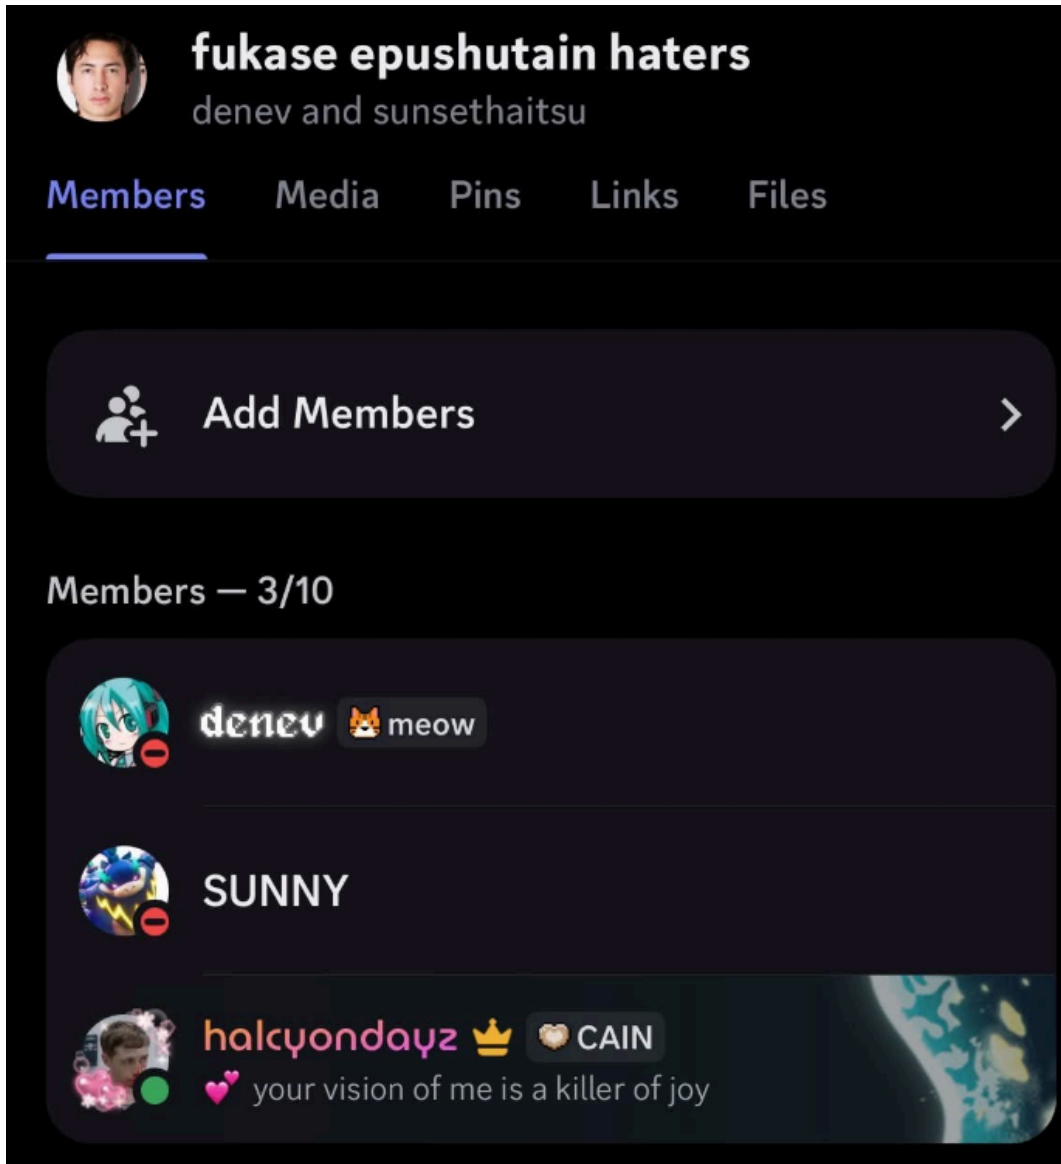 fukase epushutain haters
denev and sunsethaitsu
Members Media Pins Links Files
Add Members
Members — 3/10
denev 🐱 meow
SUNNY
halcyondayz 👑 🤍 CAIN
💕 your vision of me is a killer of joy